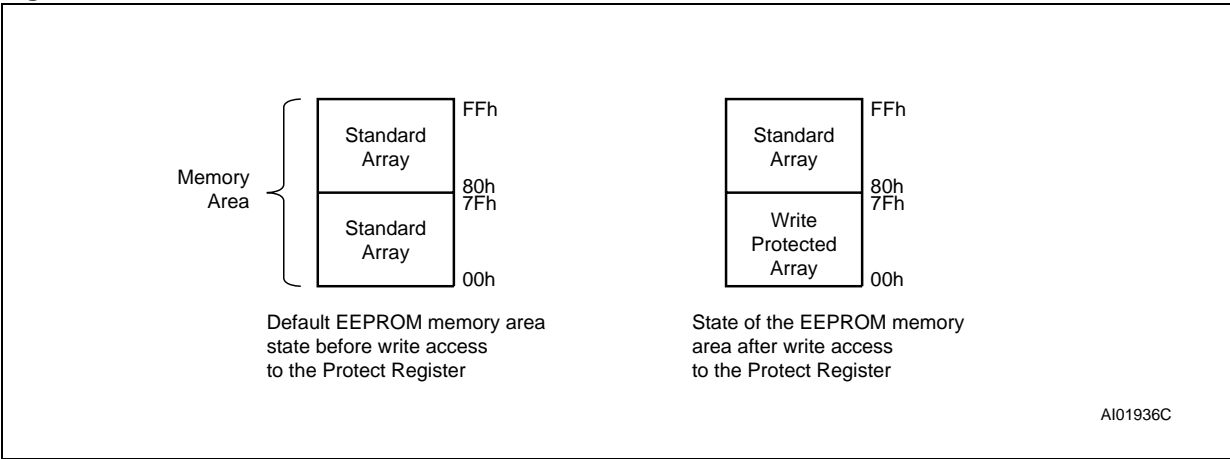 Memory
Area
Standard
Array
Standard
Array
FFh
80h
7Fh
00h
Default EEPROM memory area
state before write access
to the Protect Register
Standard
Array
Write
Protected
Array
FFh
80h
7Fh
00h
State of the EEPROM memory
area after write access
to the Protect Register
AI01936C